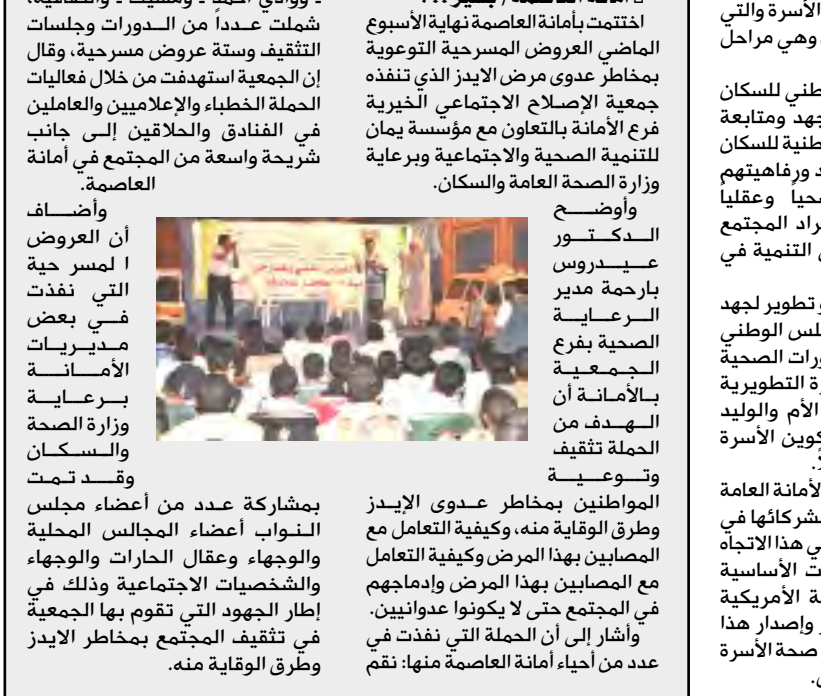 اختتمت بأمانة العاصمة نهاية الأسبوع
الماضي العروض المسرحية التوعوية
بمخاطر عدوى مرض الايدز الذي تنفذه
جمعية الإصلاح الاجتماعي الخيرية
فرع الأمانة بالتعاون مع مؤسسة يمان
للتنمية الصحية والاجتماعية وبرعاية
وزارة الصحة العامة والسكان.
وأوضح
الدكتور
عيدروس
بارحمة مدير
الرعاية
الصحية بفرع
الجمعية
بالأمانة أن
الهدف من
الحملة تثقيف
وتوعية
المواطنين بمخاطر عدوى الإيدز
وطرق الوقاية منه، وكيفية التعامل مع
المصابين بهذا المرض وكيفية التعامل
مع المصابين بهذا المرض وإدماجهم
في المجتمع حتى لا يكونوا عدوانيين.
وأشار إلى أن الحملة التي نفذت في
عدد من أحياء أمانة العاصمة منها: نقم
شملت عدداً من الدورات وجلسات
التثقيف وستة عروض مسرحية، وقال
إن الجمعية استهدفت من خلال فعاليات
الحملة الخطباء والإعلاميين والعاملين
في الفنادق والحلاقين إلى جانب
شريحة واسعة من المجتمع في أمانة
العاصمة.
وأضاف
أن العروض
ا لمسر حية
التي نفذت
في بعض
مديريات
الأمانة
برعاية
وزارة الصحة
والسكان
وقد تمت
بمشاركة عدد من أعضاء مجلس
النواب أعضاء المجالس المحلية
والوجهاء وعقال الحارات والوجهاء
والشخصيات الاجتماعية وذلك في
إطار الجهود التي تقوم بها الجمعية
في تثقيف المجتمع بمخاطر الايدز
وطرق الوقاية منه.
الأسرة والتي
وهي مراحل
طني للسكان
جهد ومتابعة
طنية للسكان
د ورفاهيتهم
حياً وعقلياً
راد المجتمع
التنمية في
و تطوير لجهد
لس الوطني
ورات الصحية
ة التطويرية
الأم والوليد
كوين الأسرة
لأمانة العامة
شركائها في
ي هذا الاتجاه
ت الأساسية
ة الأمريكية
وإصدار هذا
صحة الأسرة